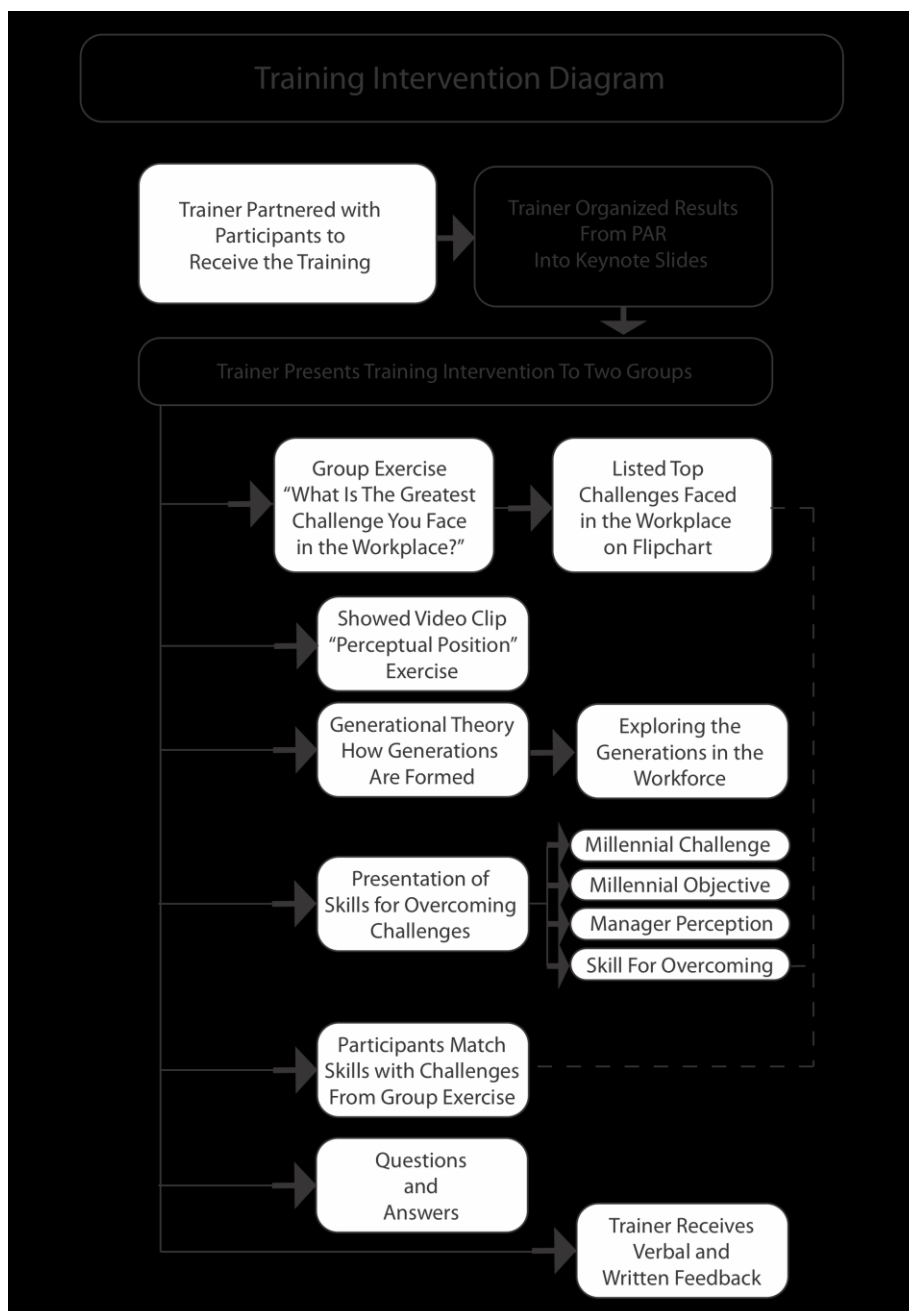 Training Intervention Diagram
Trainer Partnered with
Participants to
Receive the Training
Trainer Organized Results
From PAR
Into Keynote Slides
Trainer Presents Training Intervention To Two Groups
Group Exercise
“What Is The Greatest
Challenge You Face
in the Workplace?”
Listed Top
Challenges Faced
in the Workplace
on Flipchart
Showed Video Clip
“Perceptual Position”
Exercise
Generational Theory
How Generations
Are Formed
Exploring the
Generations in the
Workforce
Presentation of
Skills for Overcoming
Challenges
Millennial Challenge
Millennial Objective
Manager Perception
Skill For Overcoming
Participants Match
Skills with Challenges
From Group Exercise
Questions
and
Answers
Trainer Receives
Verbal and
Written Feedback